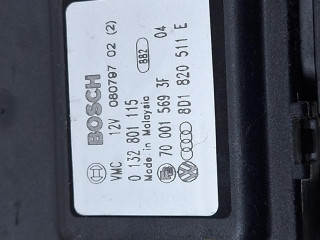 BOSCH
VMC 12V 080797 02 (2)
0 132 801 115
Made in Malaysia 882 04
70 001 569 3F
8D1 820 511 E